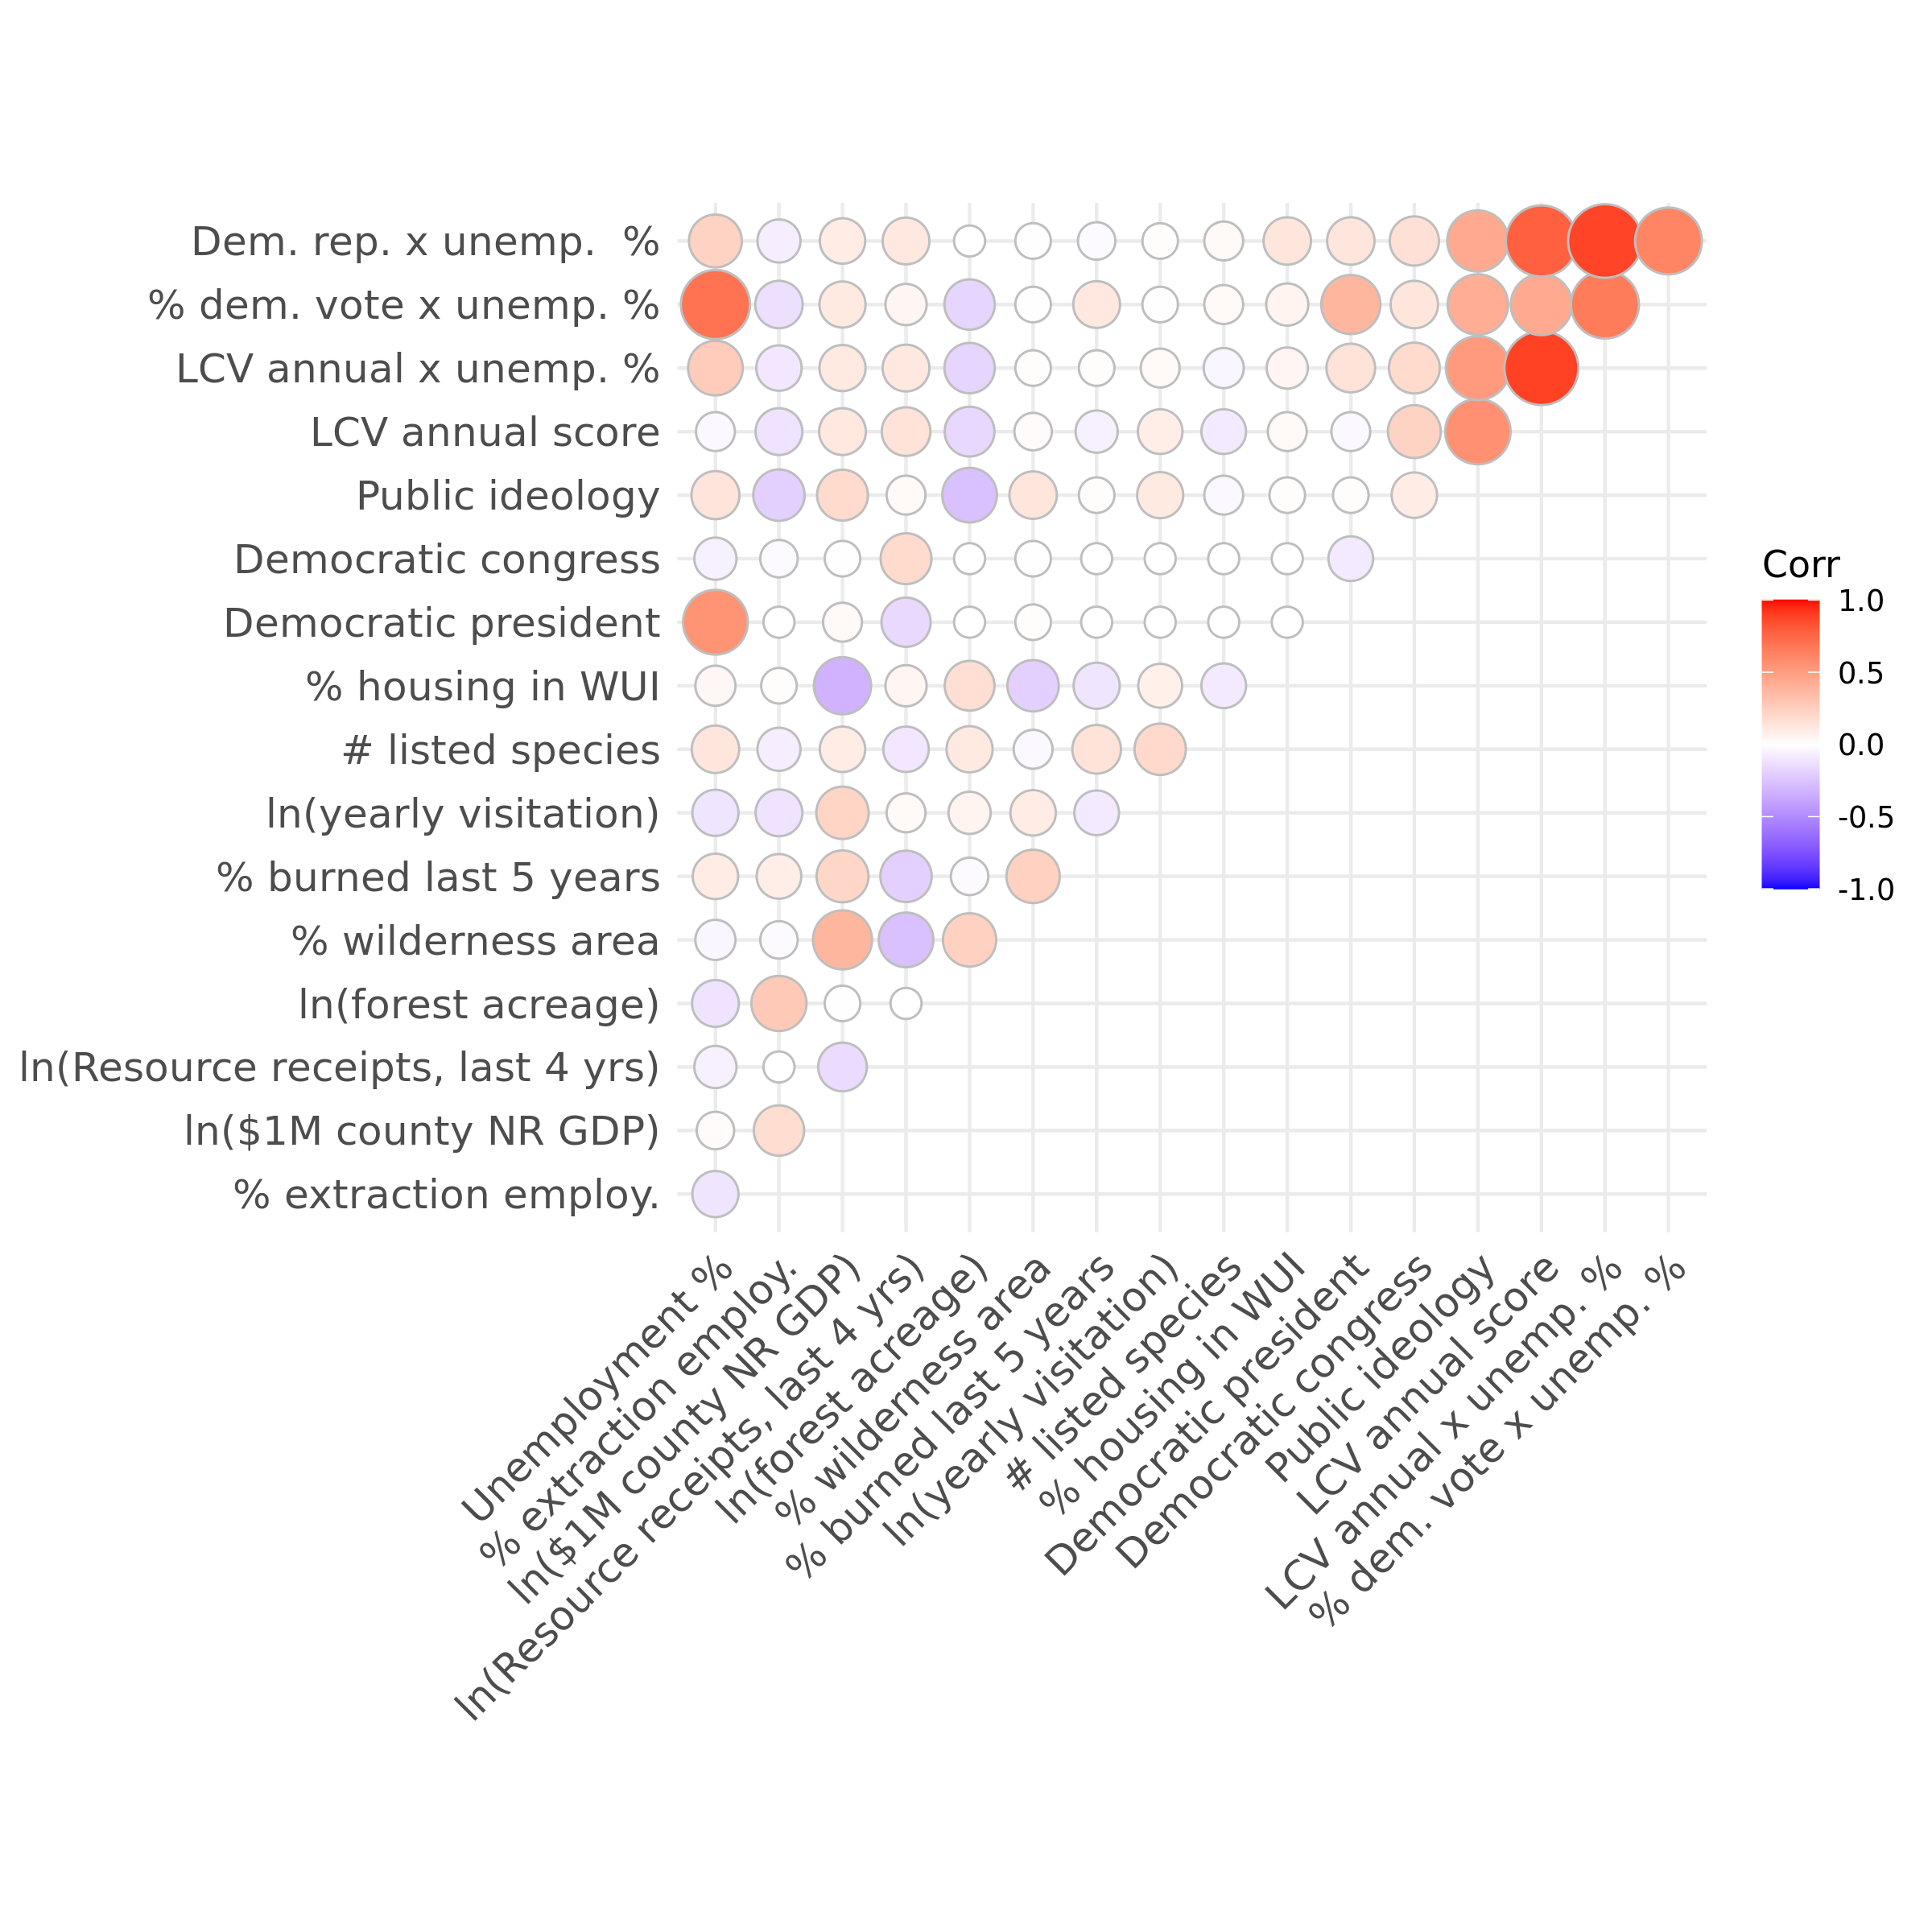 Dem. rep. x unemp.  %
% dem. vote x unemp. %
LCV annual x unemp. %
LCV annual score
Public ideology
Democratic congress
Democratic president
% housing in WUI
# listed species
ln(yearly visitation)
% burned last 5 years
% wilderness area
ln(forest acreage)
ln(Resource receipts, last 4 yrs)
ln($1M county NR GDP)
% extraction employ.
Corr
1.0
0.5
0.0
-0.5
-1.0
Unemployment %
% extraction employ.
ln($1M county NR GDP)
ln(Resource receipts, last 4 yrs)
ln(forest acreage)
% wilderness area
% burned last 5 years
ln(yearly visitation)
# listed species
% housing in WUI
Democratic president
Democratic congress
Public ideology
LCV annual score
LCV annual x unemp. %
% dem. vote x unemp. %